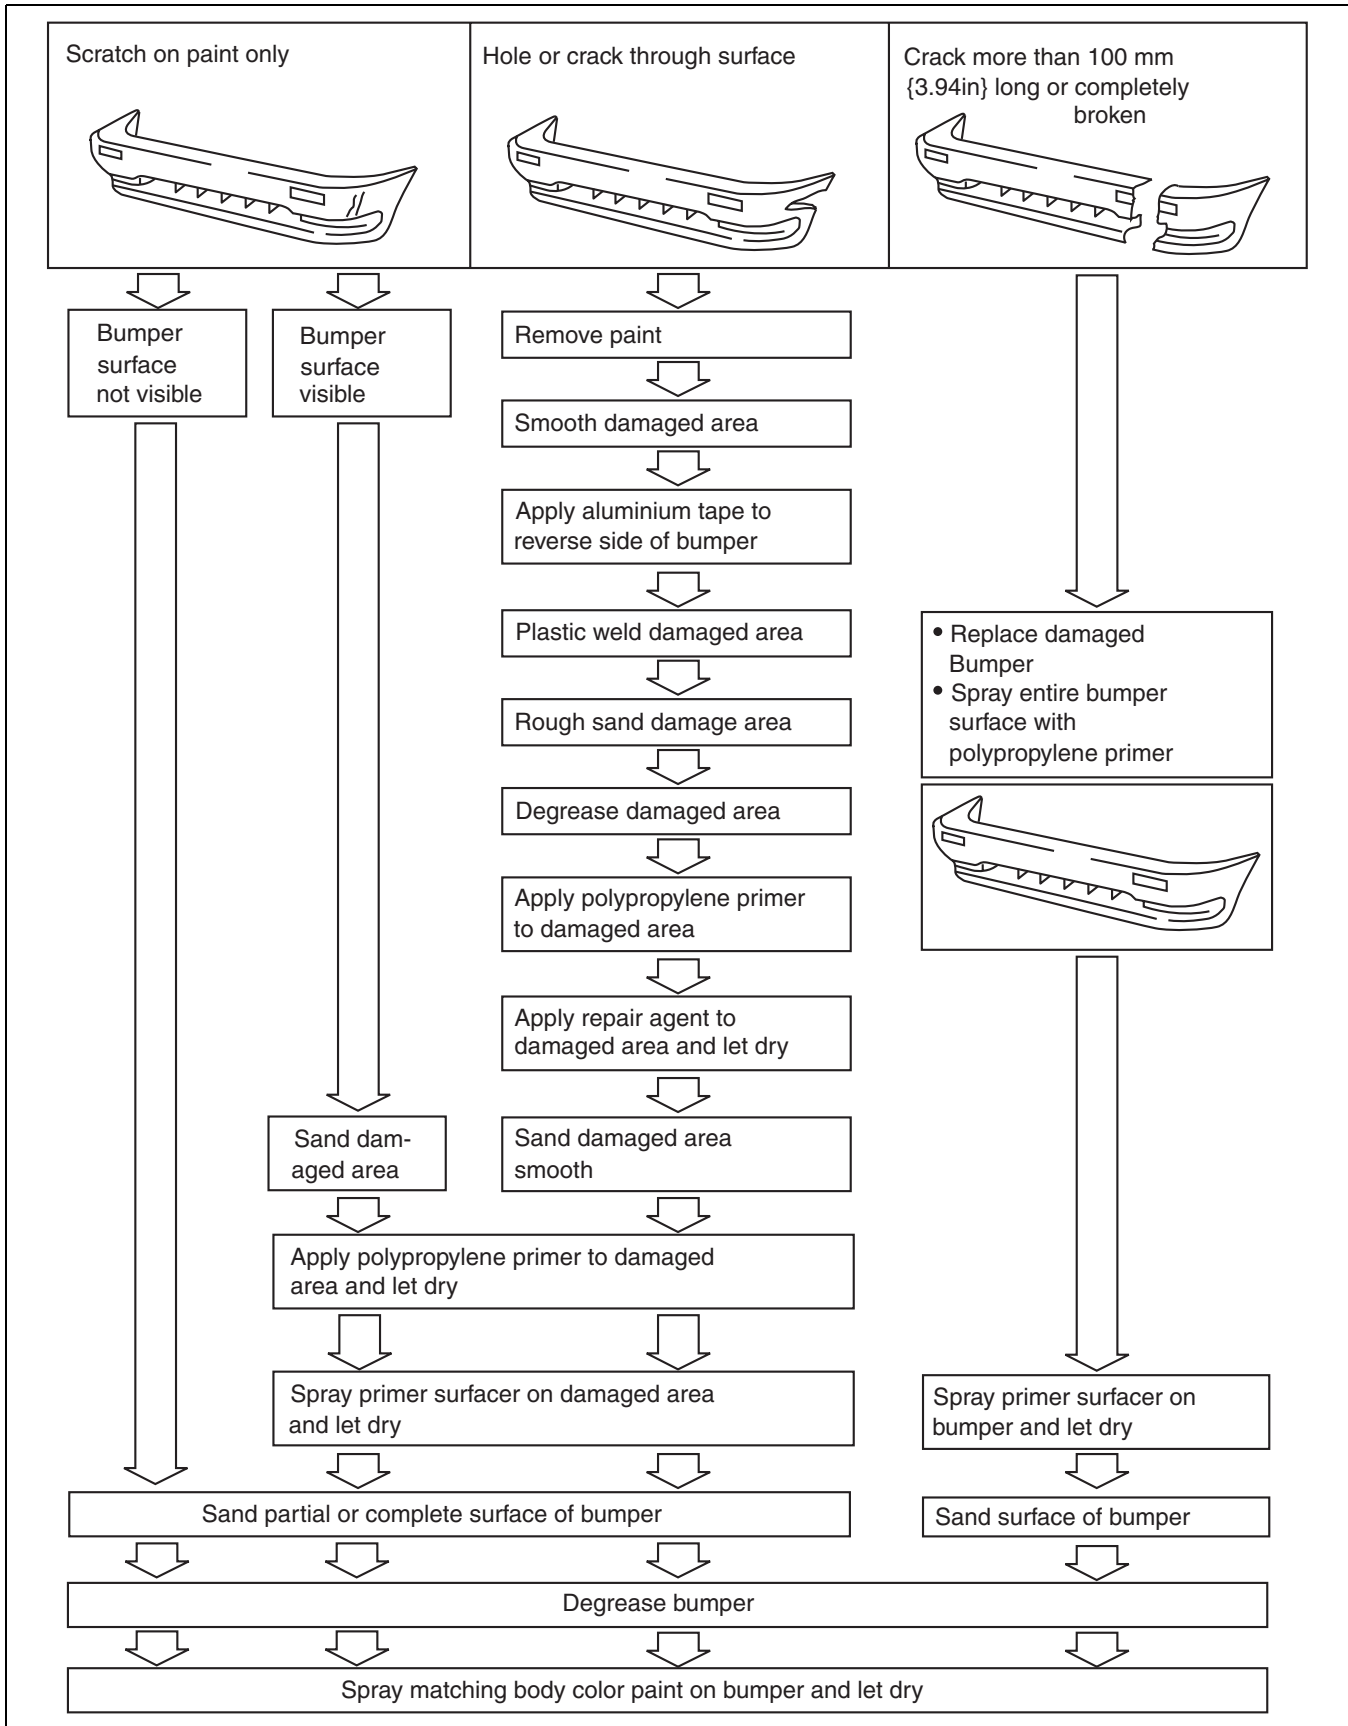 Scratch on paint only
Hole or crack through surface
Crack more than 100 mm
{3.94in} long or completely
broken
Bumper
surface
not visible
Bumper
surface
visible
Remove paint
Smooth damaged area
Apply aluminium tape to
reverse side of bumper
Plastic weld damaged area
Rough sand damage area
Degrease damaged area
Apply polypropylene primer
to damaged area
Apply repair agent to
damaged area and let dry
• Replace damaged
Bumper
• Spray entire bumper
surface with
polypropylene primer
Sand dam-
aged area
Sand damaged area
smooth
Apply polypropylene primer to damaged
area and let dry
Spray primer surfacer on damaged area
and let dry
Spray primer surfacer on
bumper and let dry
Sand partial or complete surface of bumper
Sand surface of bumper
Degrease bumper
Spray matching body color paint on bumper and let dry